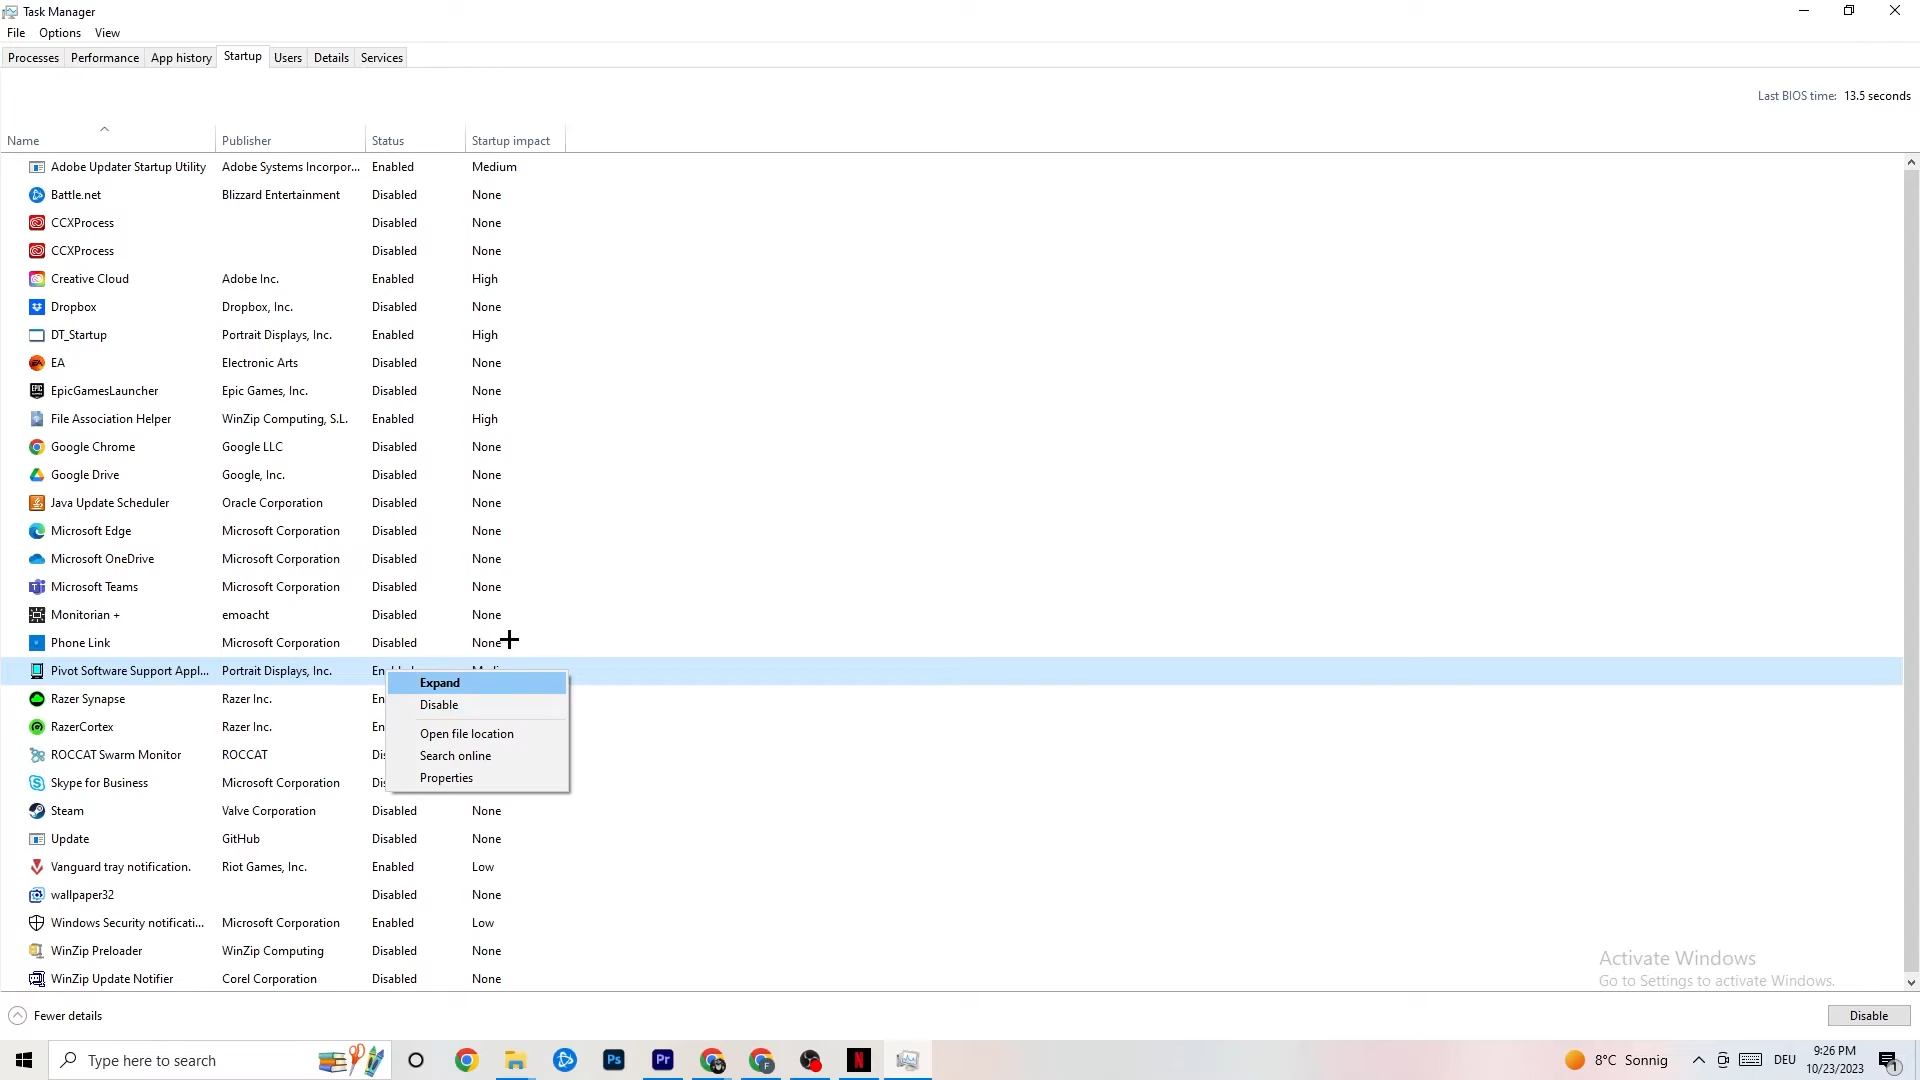 Task Manager
File Options View
Processes Performance App history Startup Users Details Services
Last BIOS time: 13.5 seconds
Name Publisher Status Startup impact
Adobe Updater Startup Utility Adobe Systems Incorpor... Enabled Medium
Battle.net Blizzard Entertainment Disabled None
CCXProcess Disabled None
CCXProcess Disabled None
Creative Cloud Adobe Inc. Enabled High
Dropbox Dropbox, Inc. Disabled None
DT_Startup Portrait Displays, Inc. Enabled High
EA Electronic Arts Disabled None
EpicGamesLauncher Epic Games, Inc. Disabled None
File Association Helper WinZip Computing, S.L. Enabled High
Google Chrome Google LLC Disabled None
Google Drive Google, Inc. Disabled None
Java Update Scheduler Oracle Corporation Disabled None
Microsoft Edge Microsoft Corporation Disabled None
Microsoft OneDrive Microsoft Corporation Disabled None
Microsoft Teams Microsoft Corporation Disabled None
Monitorian + emoacht Disabled None
Phone Link Microsoft Corporation Disabled None
Pivot Software Support Appl... Portrait Displays, Inc.
Razer Synapse Razer Inc. En
RazerCortex Razer Inc. En
ROCCAT Swarm Monitor ROCCAT Dis
Skype for Business Microsoft Corporation Dis
Expand
Disable
Open file location
Search online
Properties
Steam Valve Corporation Disabled None
Update GitHub Disabled None
Vanguard tray notification. Riot Games, Inc. Enabled Low
wallpaper32 Disabled None
Windows Security notificati... Microsoft Corporation Enabled Low
WinZip Preloader WinZip Computing Disabled None
WinZip Update Notifier Corel Corporation Disabled None
Activate Windows
Go to Settings to activate Windows.
Fewer details Disable
Type here to search Ps Pr 8°C Sonnig DEU
9:26 PM
10/23/2023
1